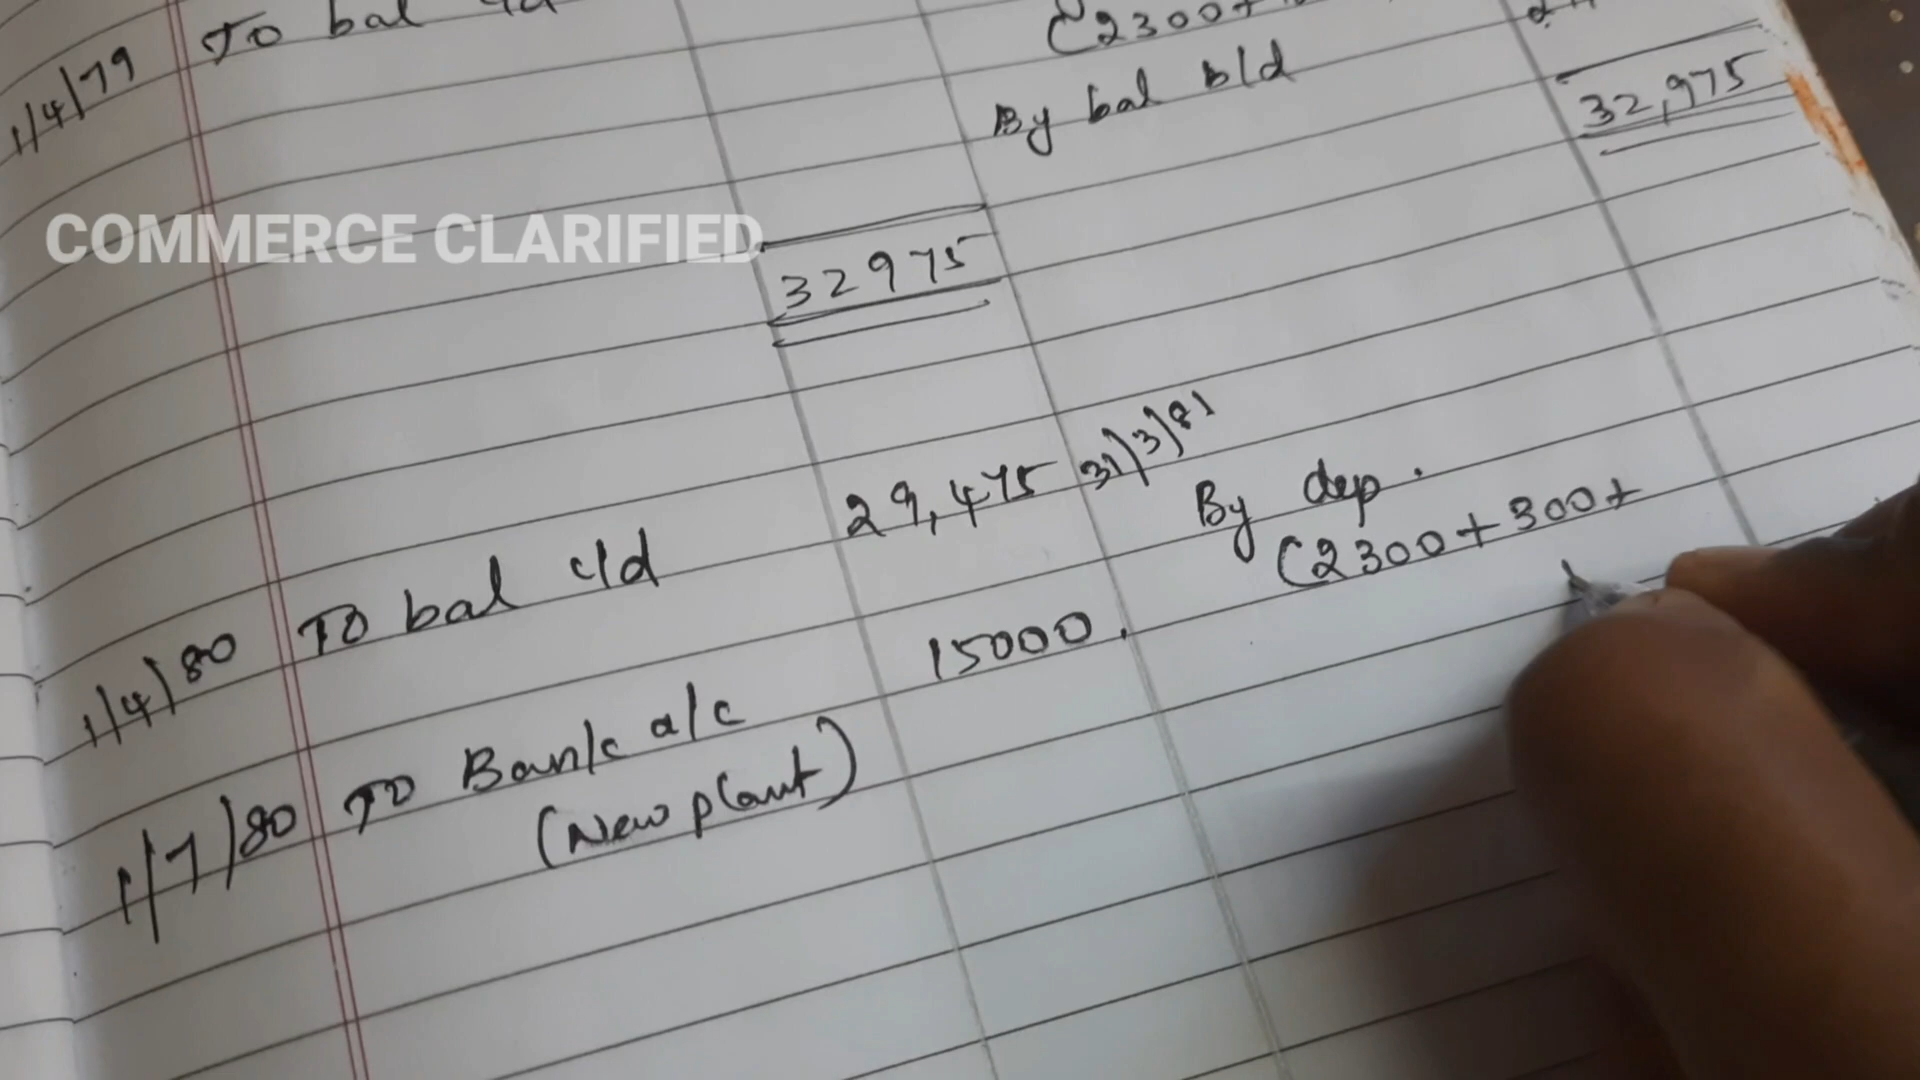 1/4/79 To bal
(2300+
By bal b/d
32,975
COMMERCE CLARIFIED
32975
1/4/80 To bal c/d 29,475 31/3/81 By dep.
(2300+300+
1/7/80 To Bank a/c 15000.
(New plant)